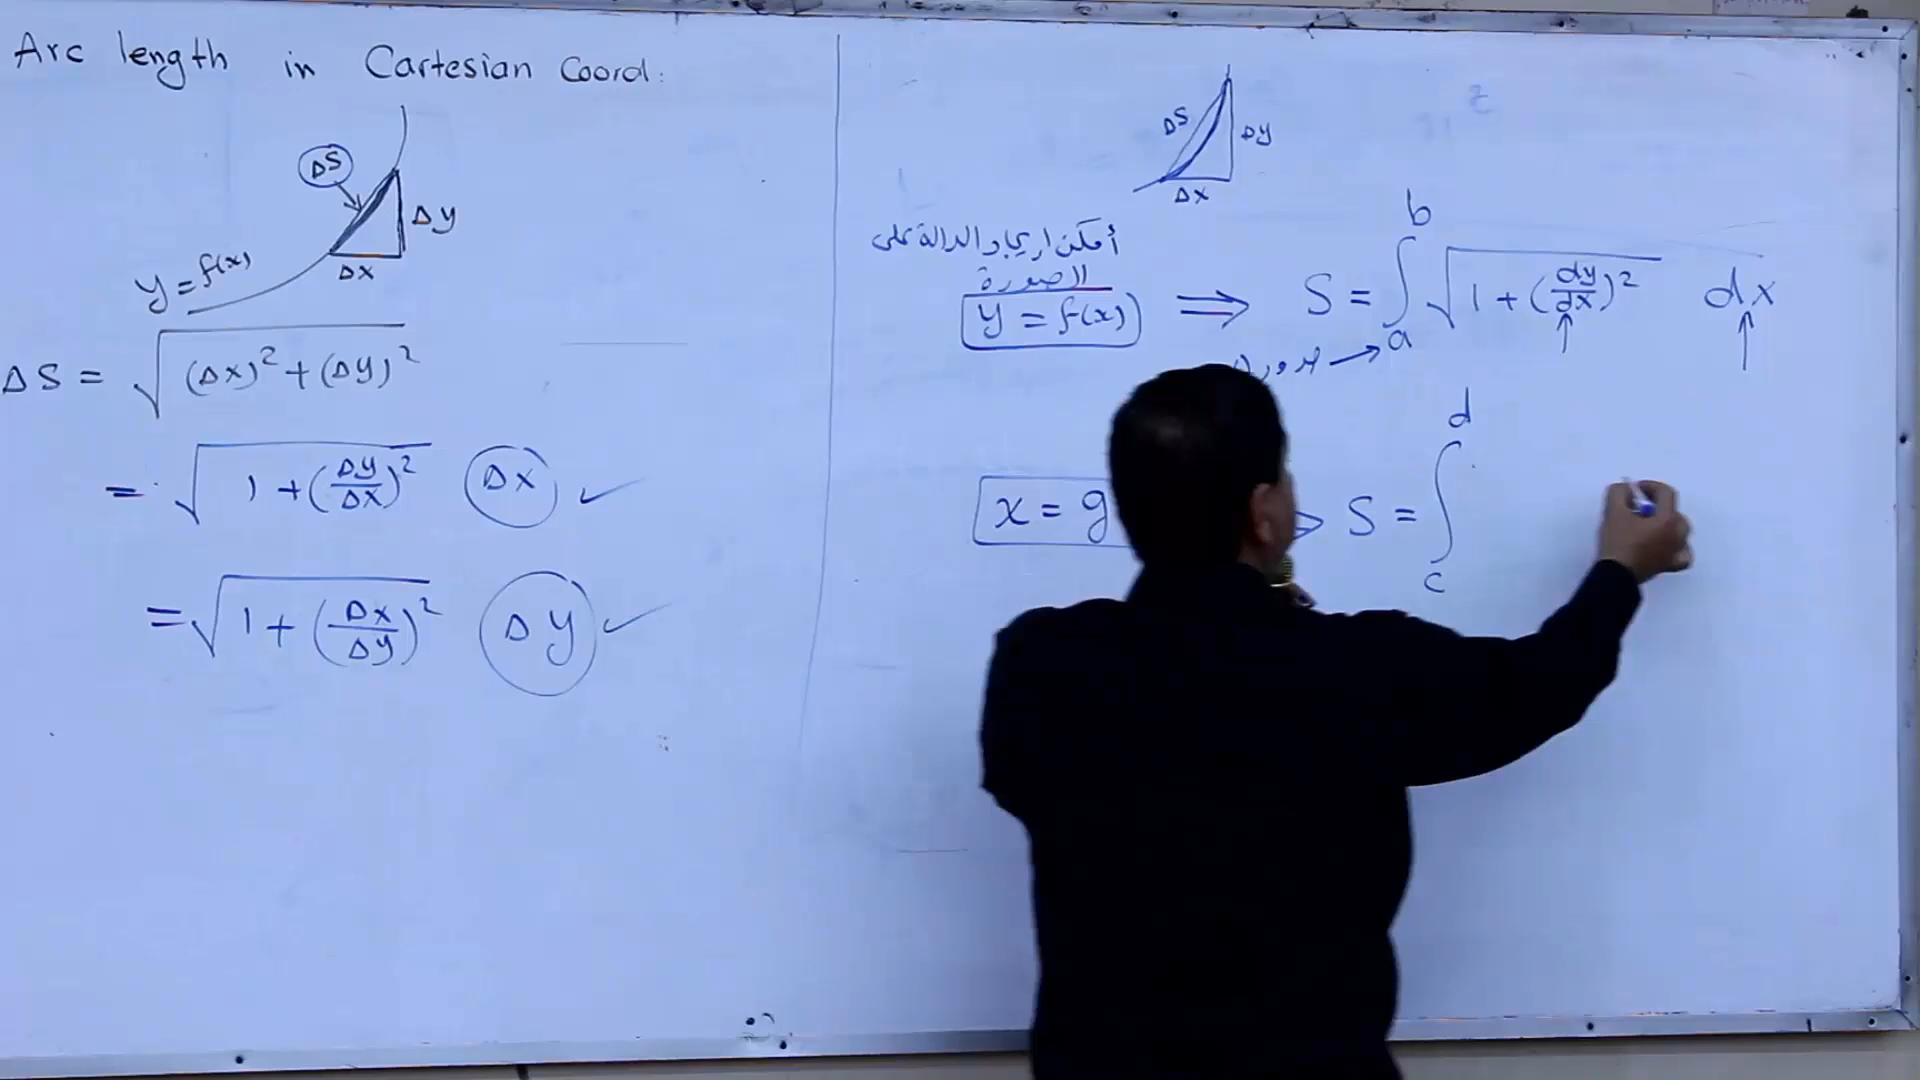 Arc length in Cartesian Coord:
ΔS
Δy
Δx
y = f(x)
ΔS = √((Δx)² + (Δy)²)
= √(1 + (Δy/Δx)²) Δx ✓
= √(1 + (Δx/Δy)²) Δy ✓
ΔS
Δy
Δx
أمكن إيجاد الدالة على
الصورة
y = f(x) ⇒ S = ∫ₐᵇ √(1 + (dy/dx)²) dx
x = g ⇒ S = ∫
d
c